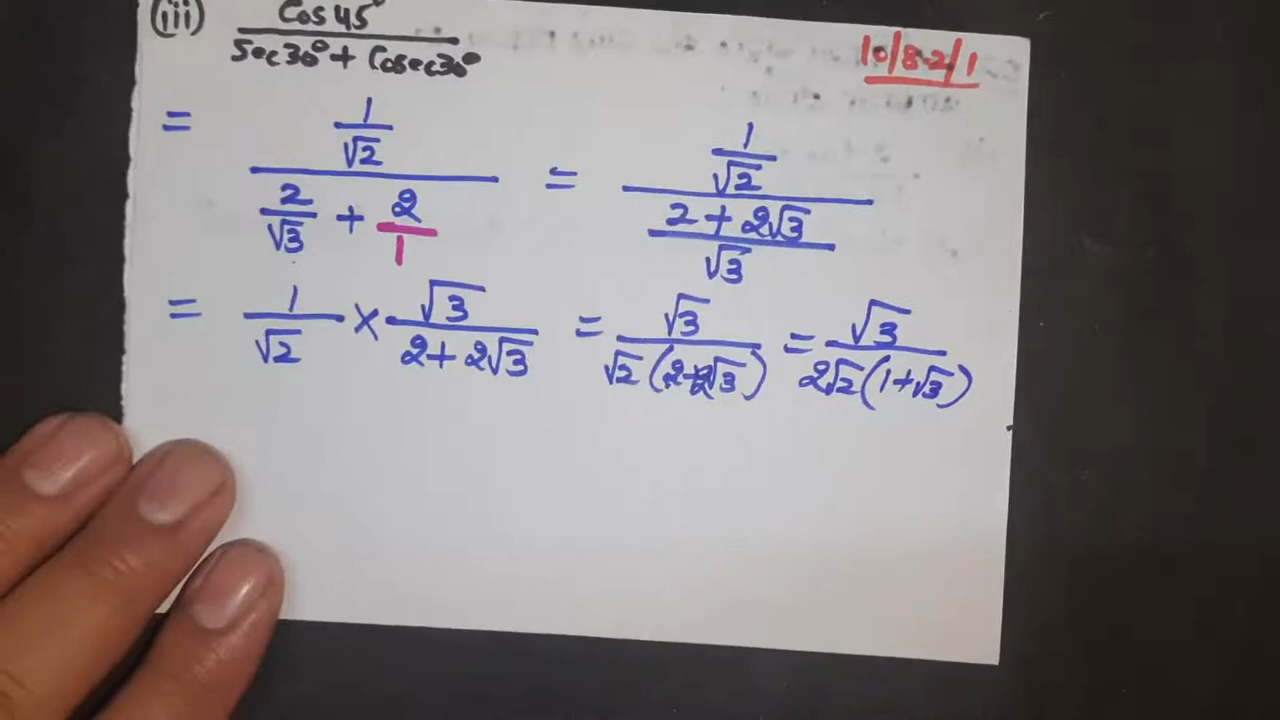 (iii) Cos 45° / Sec 30° + Cosec 30°
10/8.2/1
= (1/√2) / (2/√3 + 2/1) = (1/√2) / ((2 + 2√3)/√3)
= 1/√2 × √3/(2 + 2√3) = √3/(√2 (2+2√3)) = √3/(2√2 (1+√3))